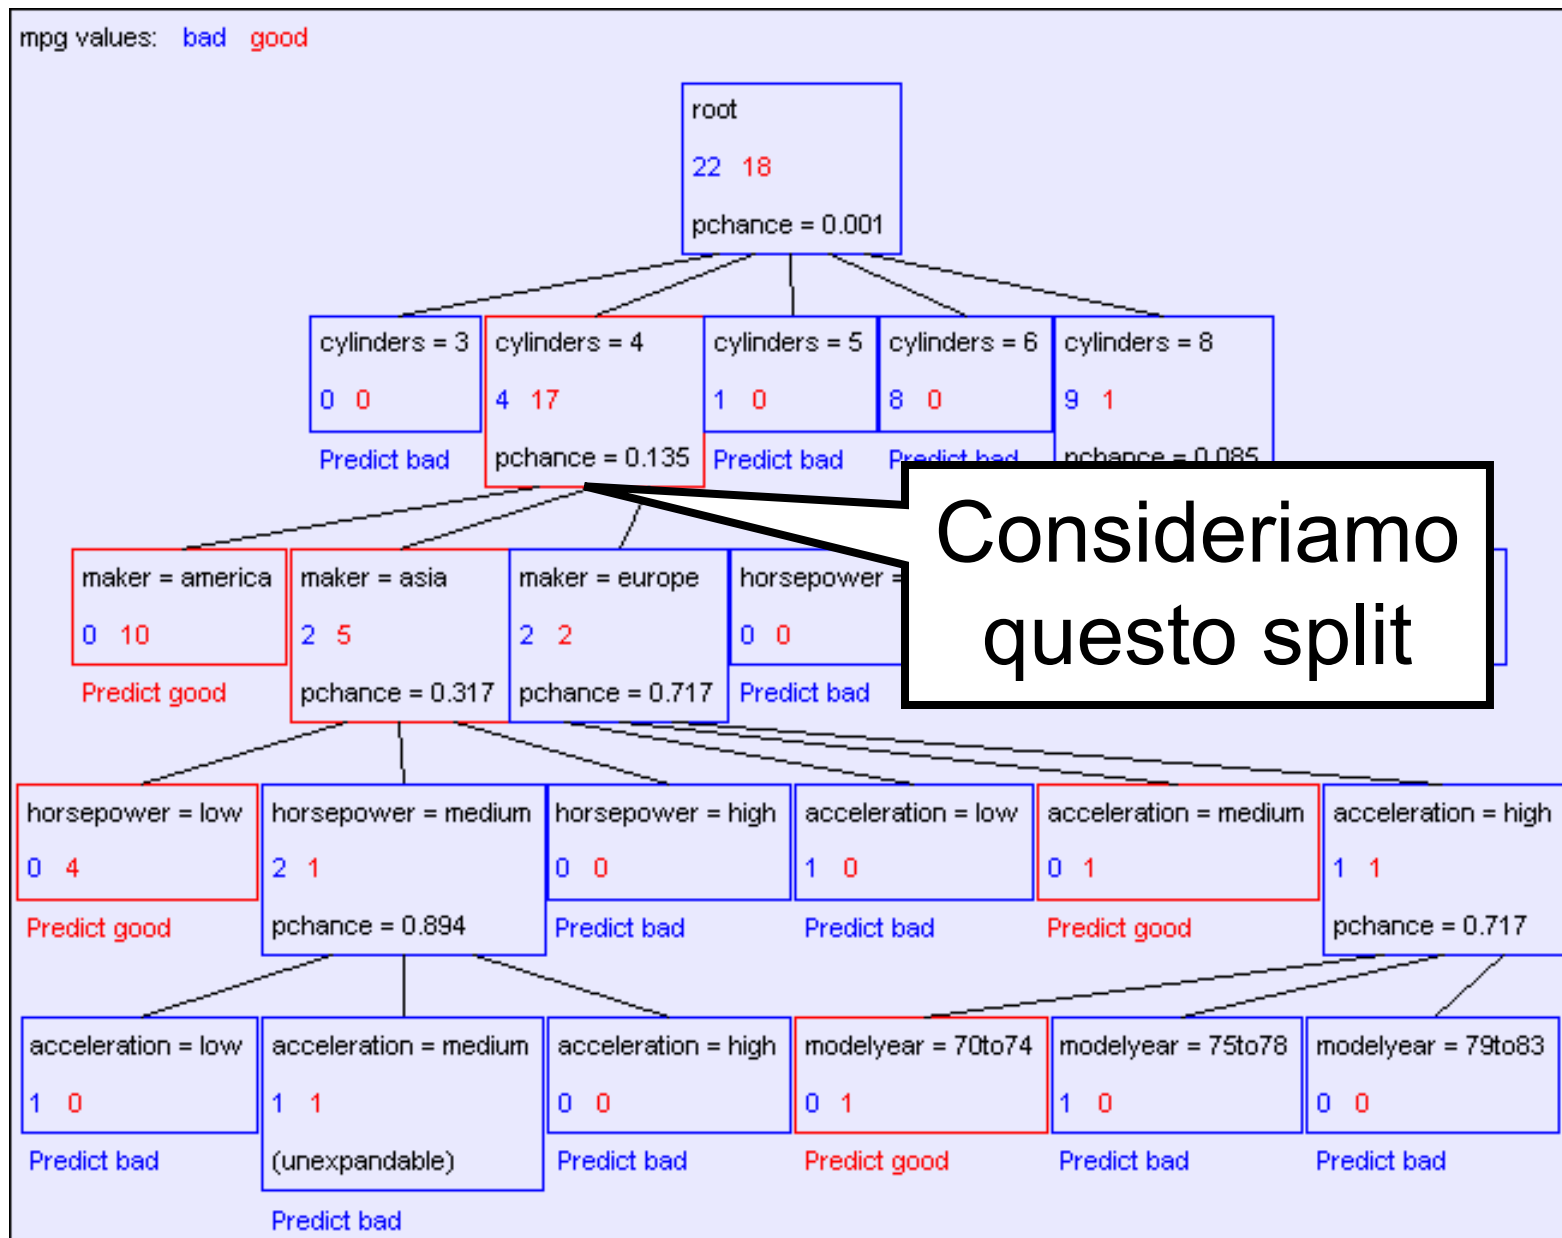 mpg values: bad good
root
22 18
pchance = 0.001
cylinders = 3 cylinders = 4 cylinders = 5 cylinders = 6 cylinders = 8
0 0 4 17 1 0 8 0 9 1
Predict bad pchance = 0.135 Predict bad Predict bad pchance = 0.085
Consideriamo
questo split
maker = america maker = asia maker = europe horsepower =
0 10 2 5 2 2 0 0
Predict good pchance = 0.317 pchance = 0.717 Predict bad
horsepower = low horsepower = medium horsepower = high acceleration = low acceleration = medium acceleration = high
0 4 2 1 0 0 1 0 0 1 1 1
Predict good pchance = 0.894 Predict bad Predict bad Predict good pchance = 0.717
acceleration = low acceleration = medium acceleration = high modelyear = 70to74 modelyear = 75to78 modelyear = 79to83
1 0 1 1 0 0 0 1 1 0 0 0
Predict bad (unexpandable) Predict bad Predict good Predict bad Predict bad
Predict bad